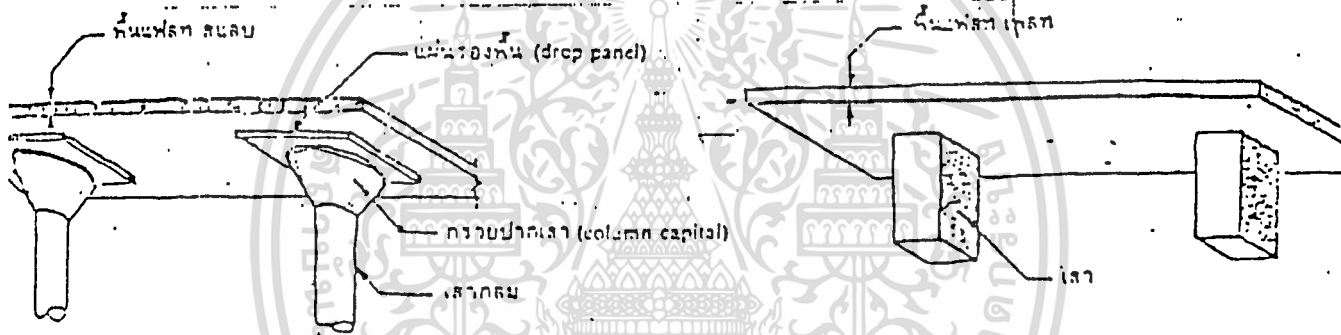 พื้นแฟลท สแลบ
แผ่นรองพื้น (drop panel)
กรวยปากเสา (column capital)
เสากลม
พื้นแฟลท เพลท
เสา